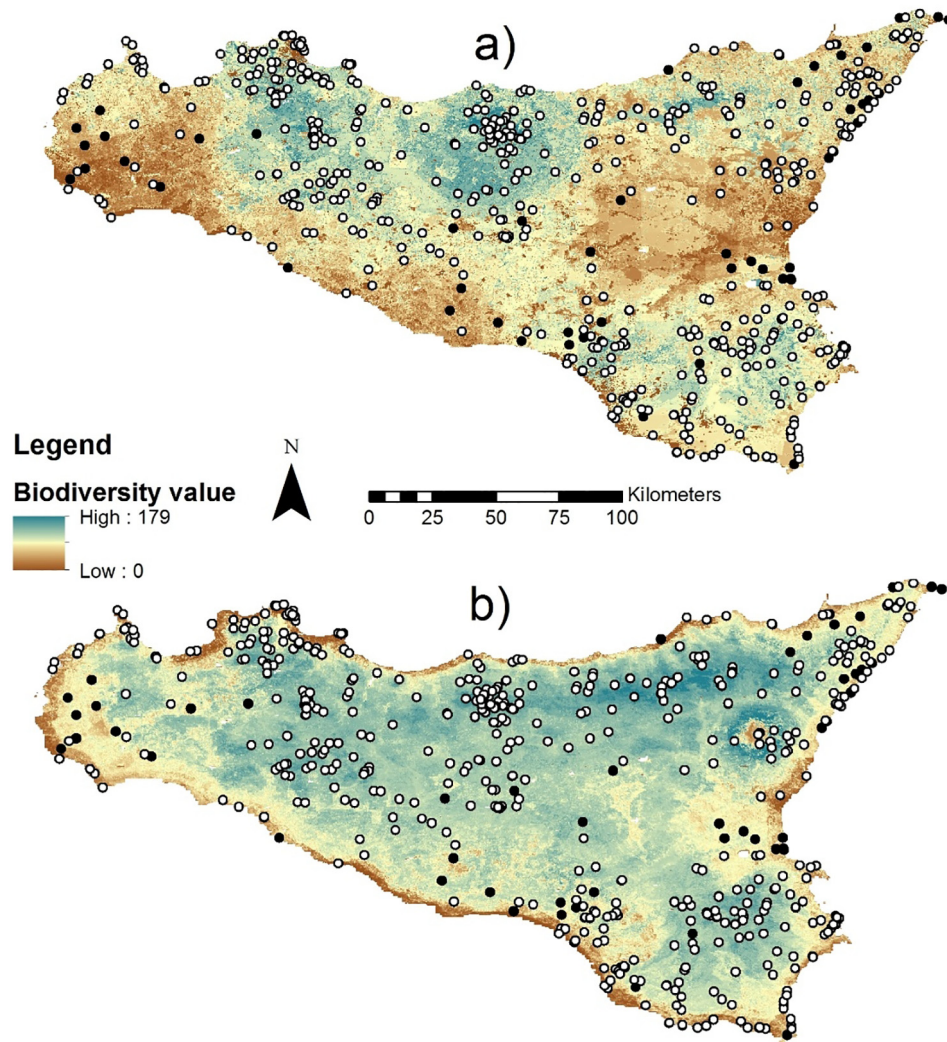 a)
Legend
Biodiversity value
High : 179
Low : 0
N
Kilometers
0 25 50 75 100
b)